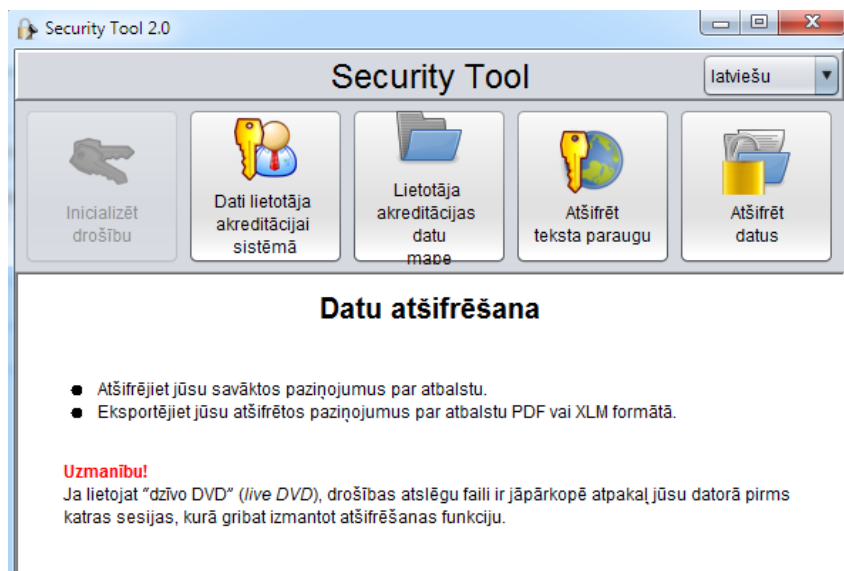 Security Tool 2.0
Security Tool
latviešu
Inicializēt
drošību
Dati lietotāja
akreditācijai
sistēmā
Lietotāja
akreditācijas
datu
mape
Atšifrēt
teksta paraugu
Atšifrēt
datus
Datu atšifrēšana
Atšifrējiet jūsu savāktos paziņojumus par atbalstu.
Eksportējiet jūsu atšifrētos paziņojumus par atbalstu PDF vai XLM formātā.
Uzmanību!
Ja lietojat "dzīvo DVD" (live DVD), drošības atslēgu faili ir jāpārkopē atpakaļ jūsu datorā pirms
katras sesijas, kurā gribat izmantot atšifrēšanas funkciju.